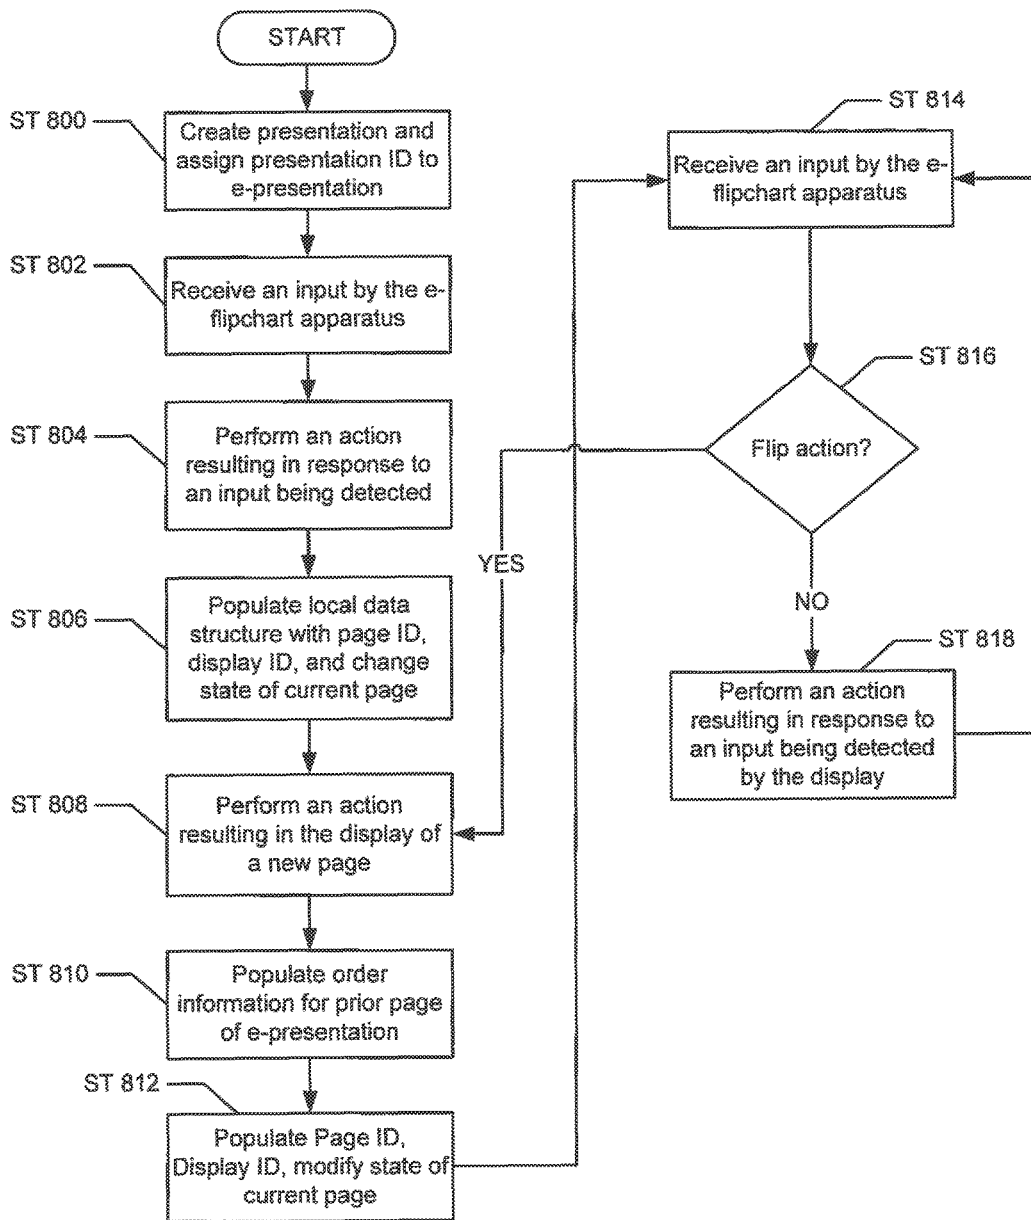 START
ST 800
Create presentation and
assign presentation ID to
e-presentation
ST 802
Receive an input by the e-
flipchart apparatus
ST 804
Perform an action
resulting in response to
an input being detected
ST 806
Populate local data
structure with page ID,
display ID, and change
state of current page
ST 808
Perform an action
resulting in the display of
a new page
ST 810
Populate order
information for prior page
of e-presentation
ST 812
Populate Page ID,
Display ID, modify state of
current page
ST 814
Receive an input by the e-
flipchart apparatus
ST 816
Flip action?
YES
NO
ST 818
Perform an action
resulting in response to
an input being detected
by the display